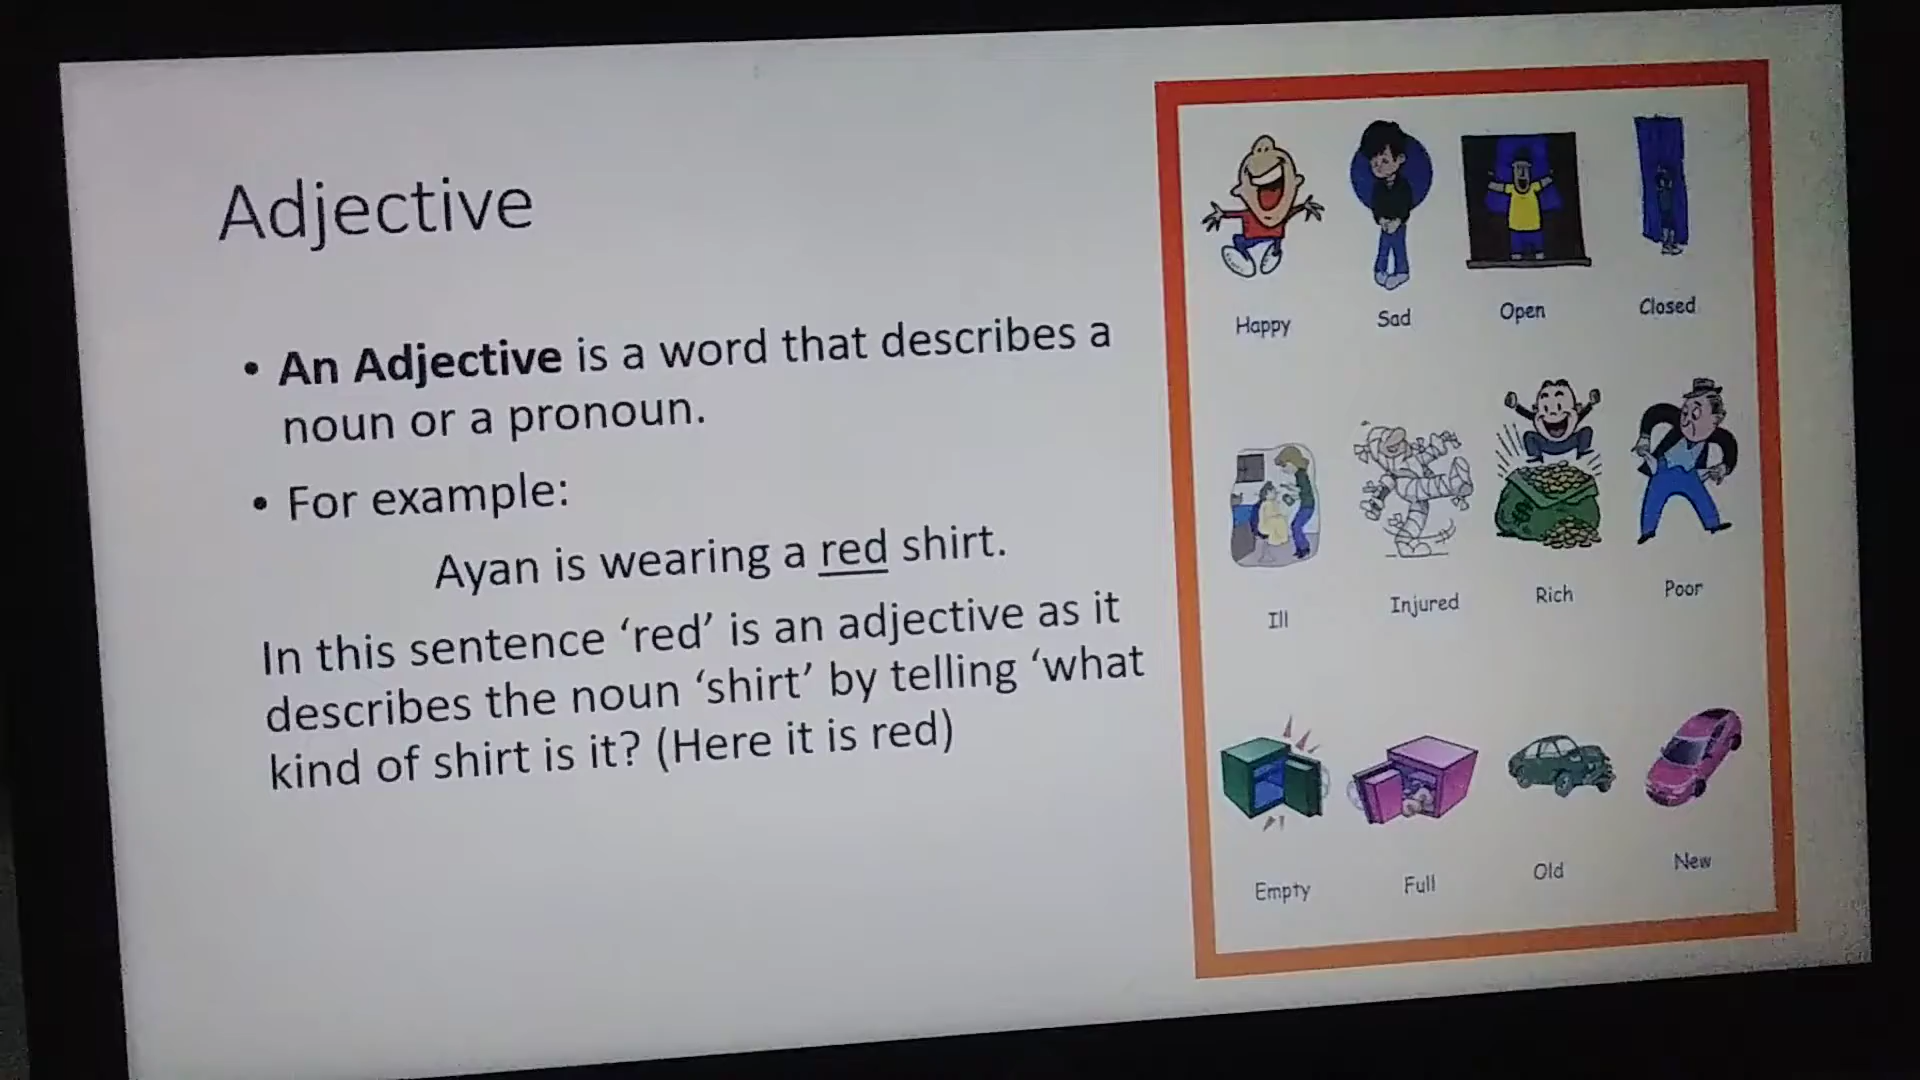 Adjective
• An Adjective is a word that describes a
noun or a pronoun.
• For example:
Ayan is wearing a red shirt.
In this sentence ‘red’ is an adjective as it
describes the noun ‘shirt’ by telling ‘what
kind of shirt is it? (Here it is red)
Happy Sad Open Closed
Ill Injured Rich Poor
Empty Full Old New